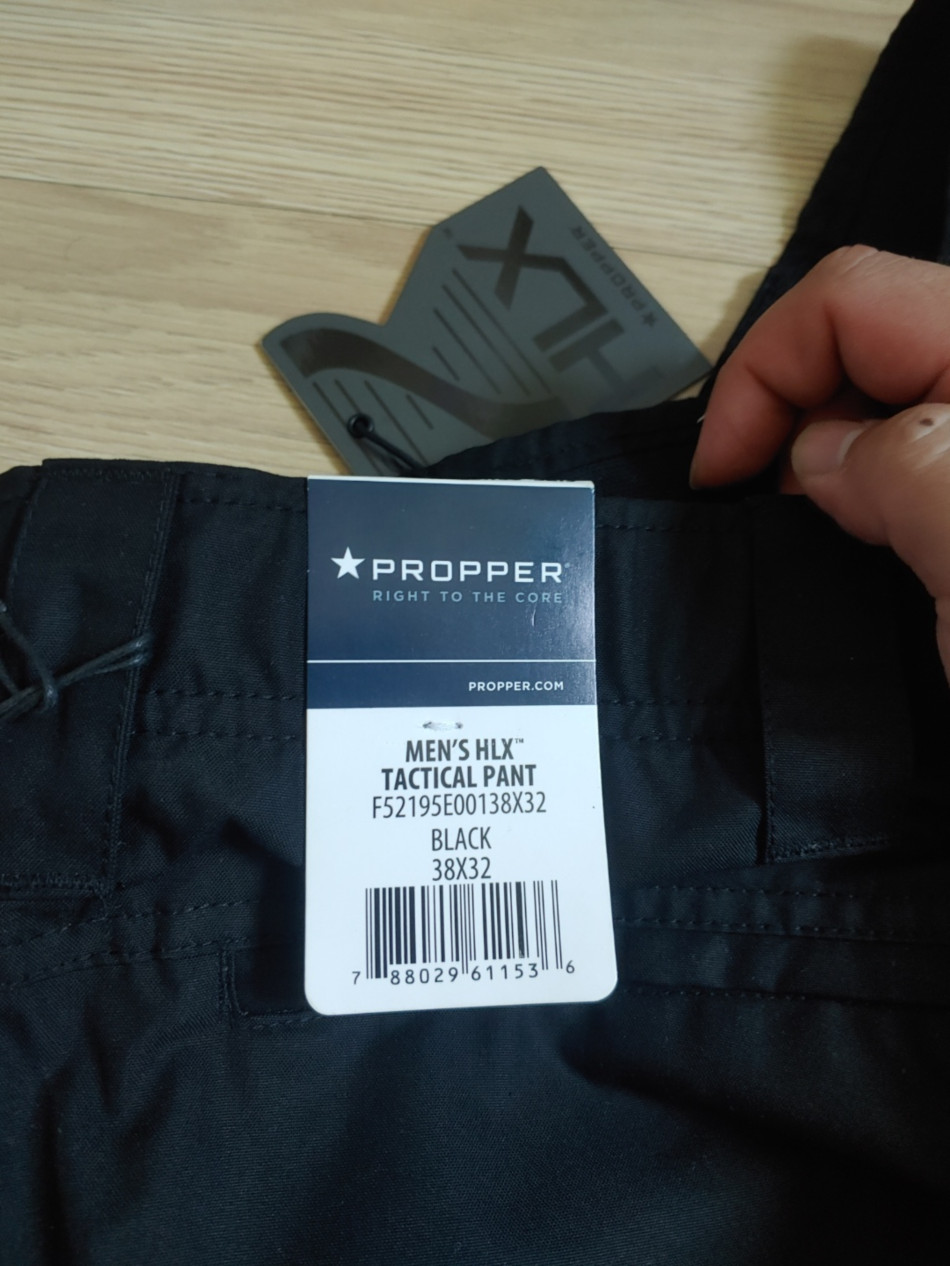 HLX
PROPPER
PROPPER
RIGHT TO THE CORE
PROPPER.COM
MEN'S HLX™
TACTICAL PANT
F52195E00138X32
BLACK
38X32
7 88029 61153 6